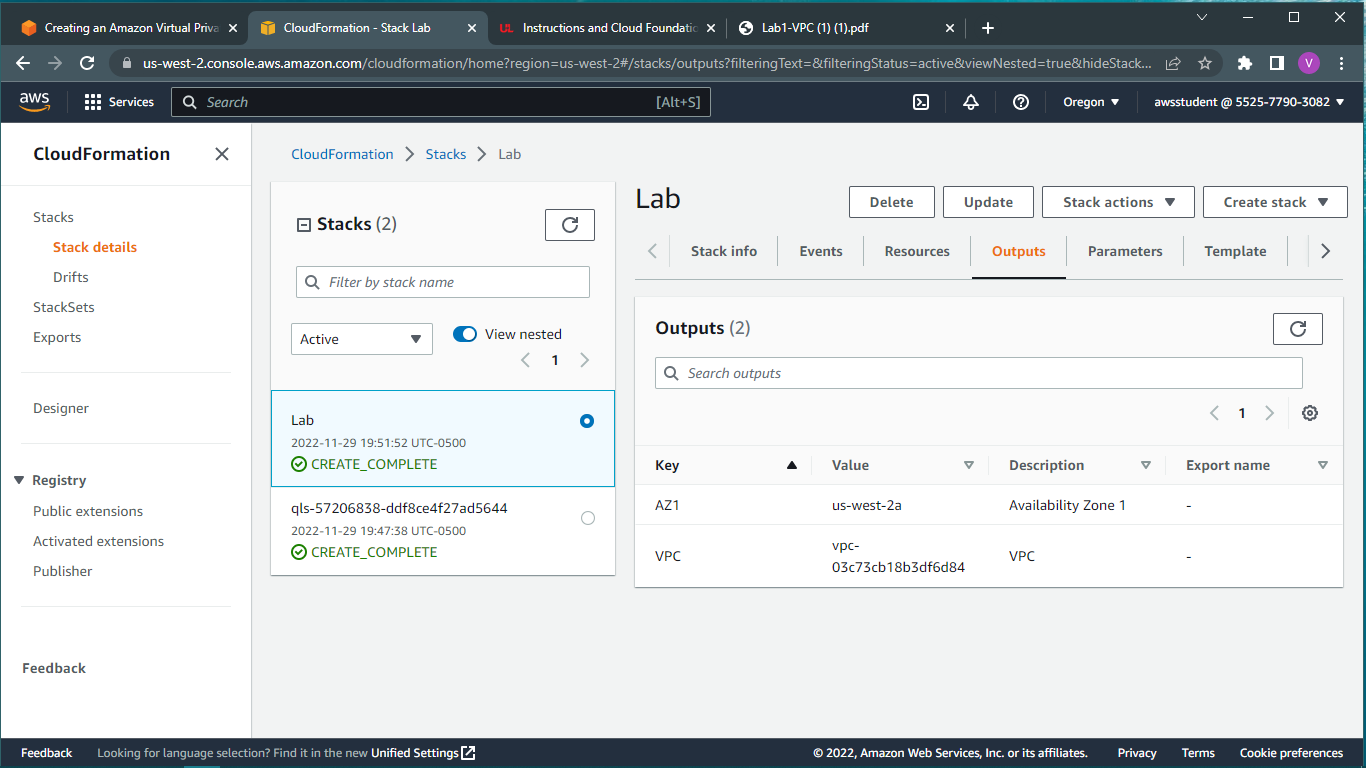 Creating an Amazon Virtual Priva
CloudFormation - Stack Lab
UL Instructions and Cloud Foundatio
Lab1-VPC (1) (1).pdf
us-west-2.console.aws.amazon.com/cloudformation/home?region=us-west-2#/stacks/outputs?filteringText=&filteringStatus=active&viewNested=true&hideStack...
V
aws
Services
Search
[Alt+S]
Oregon
awsstudent @ 5525-7790-3082
CloudFormation
Stacks
Stack details
Drifts
StackSets
Exports
Designer
Registry
Public extensions
Activated extensions
Publisher
Feedback
CloudFormation
Stacks
Lab
Stacks (2)
Filter by stack name
Active
View nested
1
Lab
2022-11-29 19:51:52 UTC-0500
CREATE_COMPLETE
qls-57206838-ddf8ce4f27ad5644
2022-11-29 19:47:38 UTC-0500
CREATE_COMPLETE
Lab
Delete
Update
Stack actions
Create stack
Stack info
Events
Resources
Outputs
Parameters
Template
Outputs (2)
Search outputs
1
Key Value Description Export name
AZ1 us-west-2a Availability Zone 1 -
VPC vpc-
03c73cb18b3df6d84 VPC -
Feedback
Looking for language selection? Find it in the new Unified Settings
© 2022, Amazon Web Services, Inc. or its affiliates.
Privacy
Terms
Cookie preferences